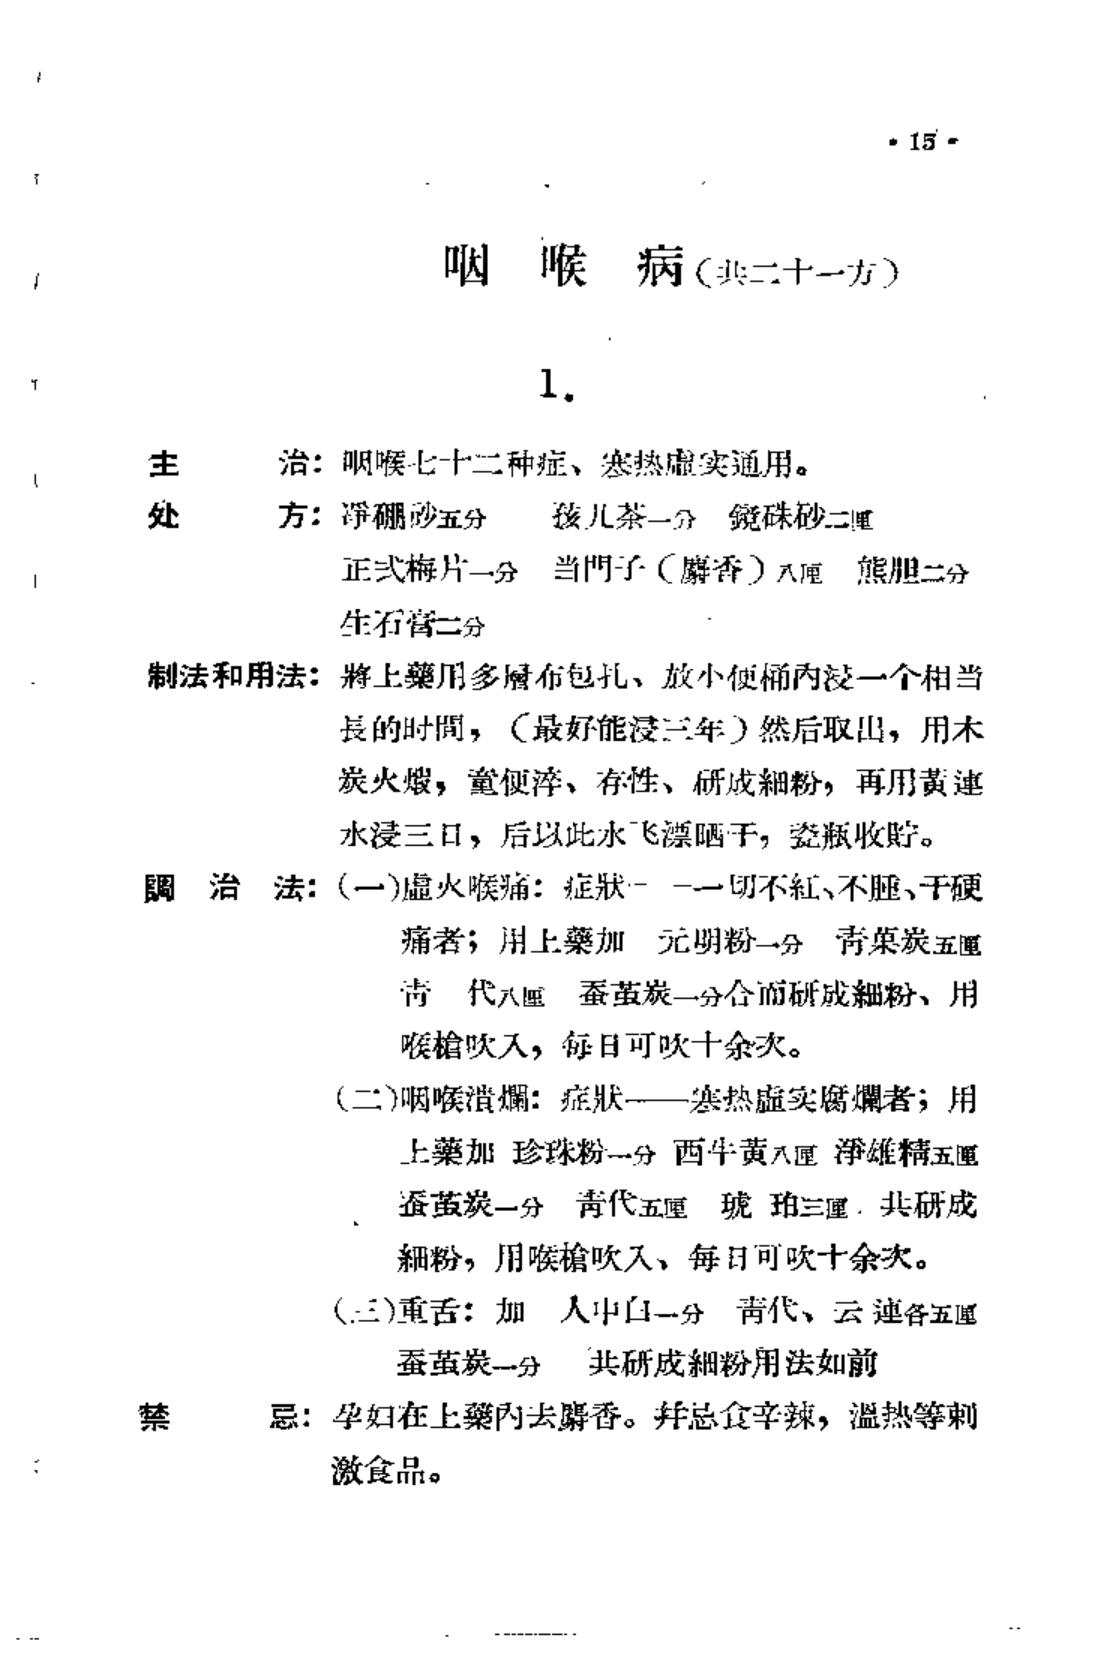 • 15 •
咽 喉 病(共二十一方)
1.
主 治：咽喉七十二种症、寒热虛实通用。
处 方：淨硼砂五分 孩儿茶一分 鏡硃砂二厘
正式梅片一分 当門子（麝香）八厘 熊胆二分
生石膏二分
制法和用法：將上藥用多層布包扎、放小便桶內浸一个相当
長的时間，（最好能浸三年）然后取出，用木
炭火煅，童便淬、存性、研成細粉，再用黃連
水浸三日，后以此水飞漂晒干，瓷瓶收貯。
調 治 法：(一)虛火喉痛：症狀——一切不紅、不腫、干硬
痛者；用上藥加 元明粉一分 青菓炭五厘
青 代八厘 蚕茧炭一分合而研成細粉、用
喉槍吹入，每日可吹十余次。
(二)咽喉潰爛：症狀——寒热虛实腐爛者；用
上藥加 珍珠粉一分 西牛黃八厘 淨雄精五厘
蚕茧炭一分 青代五厘 琥 珀三厘 共研成
細粉，用喉槍吹入、每日可吹十余次。
(三)重舌：加 人中白一分 青代、云連各五厘
蚕茧炭一分 共研成細粉用法如前
禁 忌：孕妇在上藥內去麝香。幷忌食辛辣，溫热等刺
激食品。